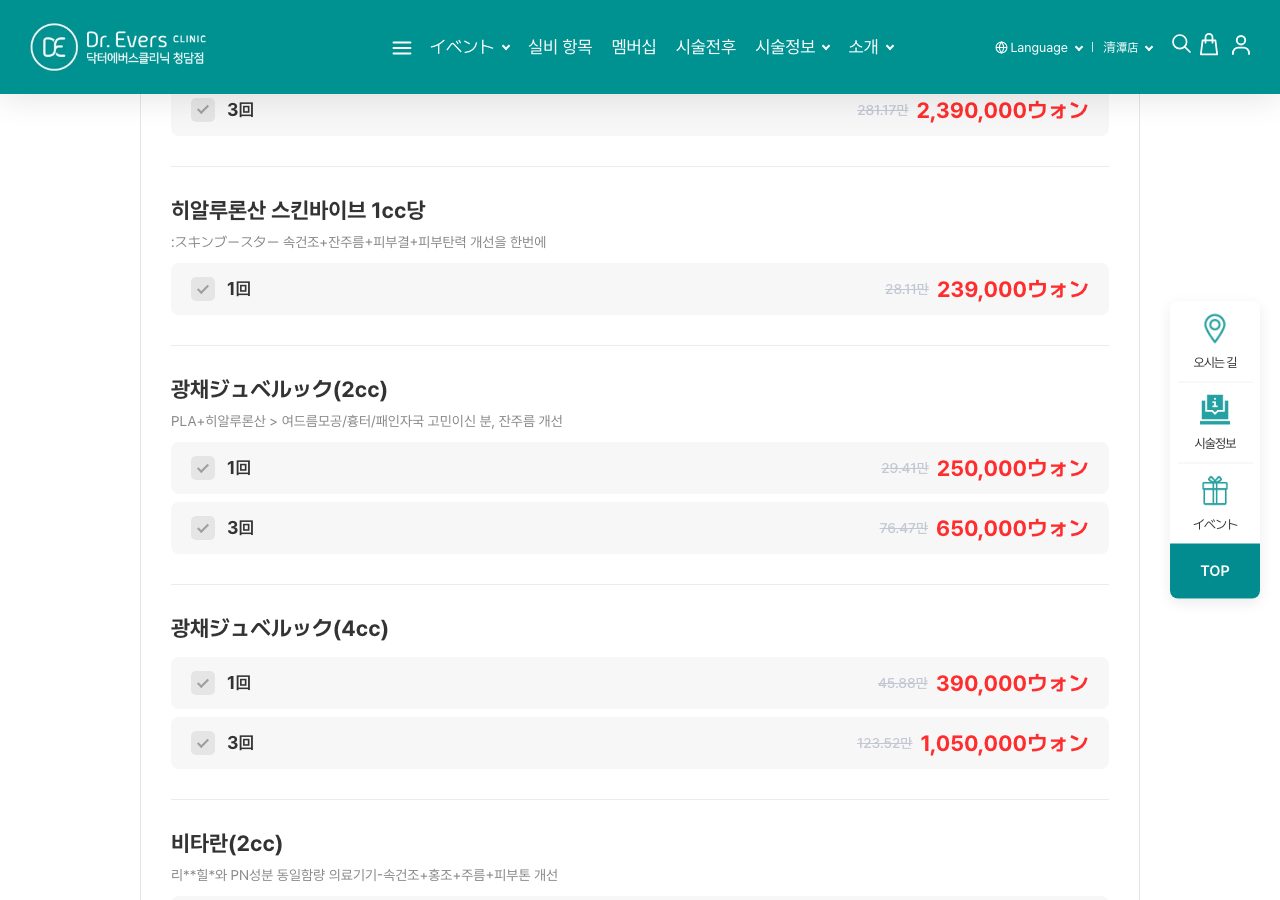 Dr. Evers CLINIC
닥터에버스클리닉 청담점
イベント 실비 항목 멤버십 시술전후 시술정보 소개
Language 清潭店
3回 281.17만 2,390,000ウォン
히알루론산 스킨바이브 1cc당
:スキンブースター 속건조+잔주름+피부결+피부탄력 개선을 한번에
1回 28.11만 239,000ウォン
광채ジュベルック(2cc)
PLA+히알루론산 > 여드름모공/흉터/패인자국 고민이신 분, 잔주름 개선
1回 29.41만 250,000ウォン
3回 76.47만 650,000ウォン
광채ジュベルック(4cc)
1回 45.88만 390,000ウォン
3回 123.52만 1,050,000ウォン
비타란(2cc)
리**힐*와 PN성분 동일함량 의료기기-속건조+홍조+주름+피부톤 개선
오시는 길
시술정보
イベント
TOP